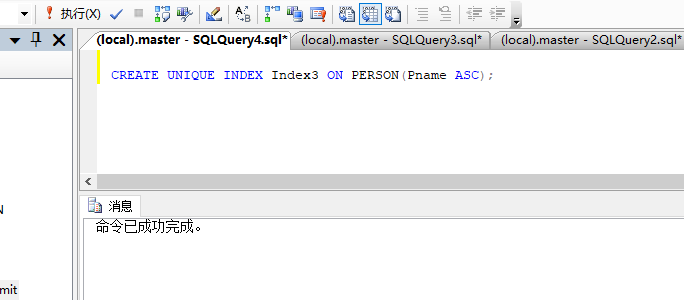 执行(X)
(local).master - SQLQuery4.sql*
(local).master - SQLQuery3.sql*
(local).master - SQLQuery2.sql*
CREATE UNIQUE INDEX Index3 ON PERSON(Pname ASC);
N
消息
命令已成功完成。
mit